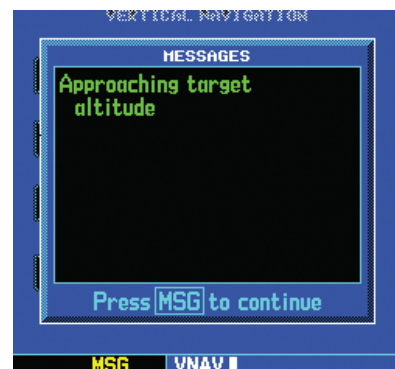 VERTICAL NAVIGATION
MESSAGES
Approaching target
altitude
Press MSG to continue
MSG VNAV